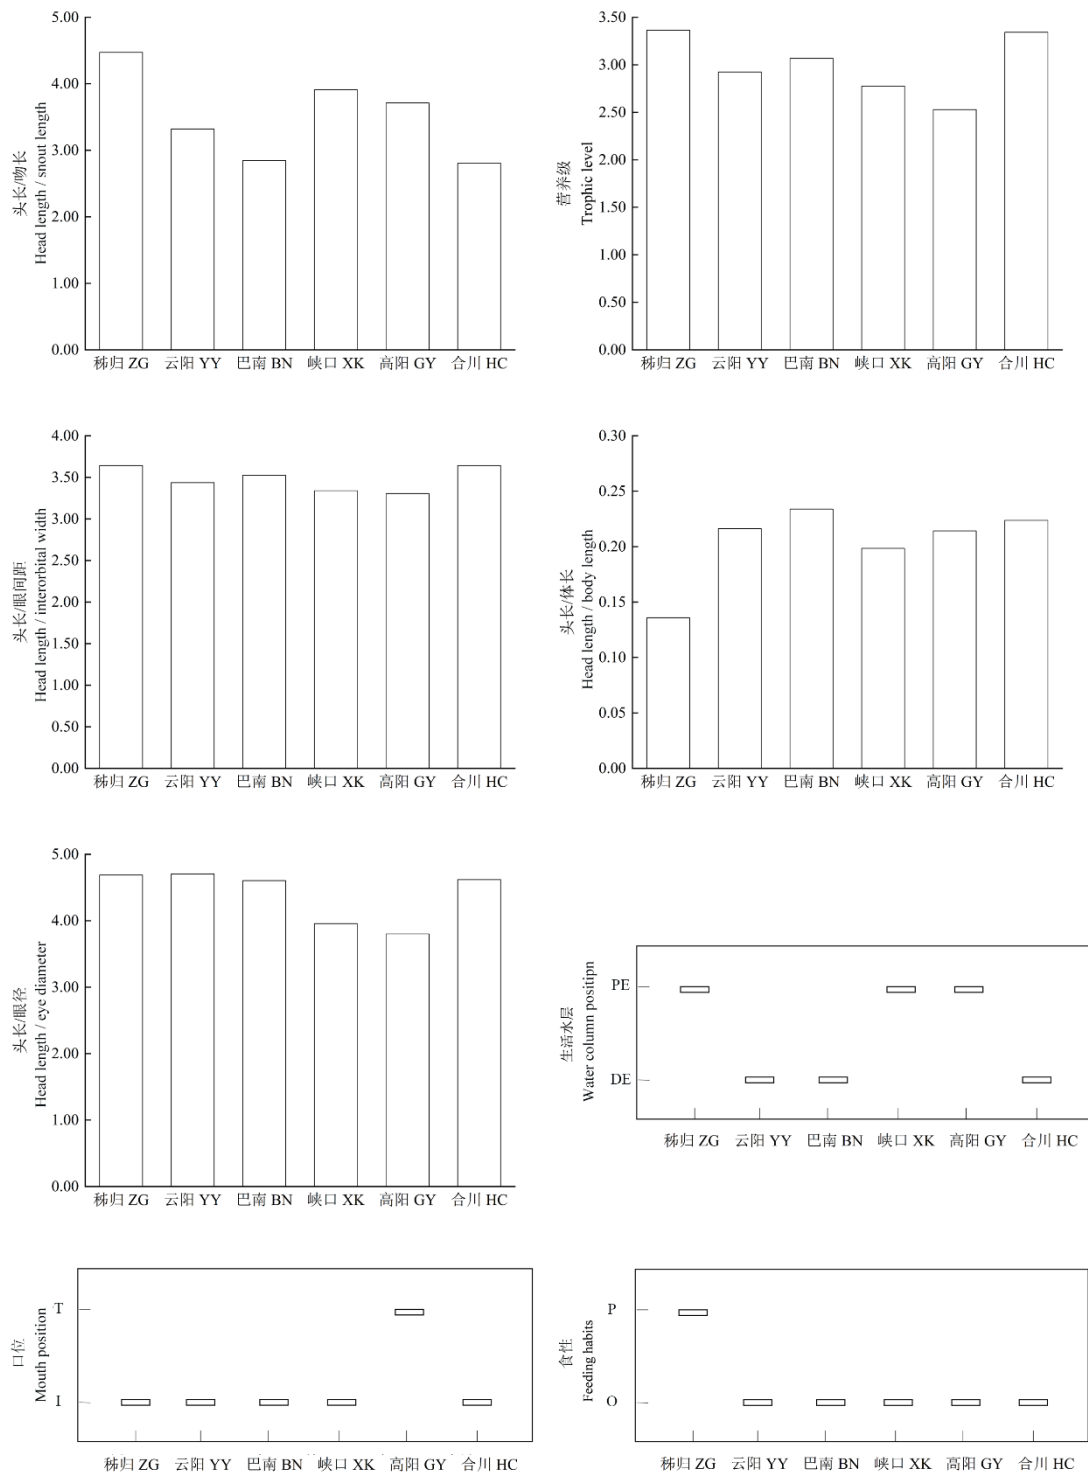 头长/吻长
Head length / snout length
5.00
4.00
3.00
2.00
1.00
0.00
秭归 ZG 云阳 YY 巴南 BN 峡口 XK 高阳 GY 合川 HC
营养级
Trophic level
3.50
3.00
2.50
2.00
1.50
1.00
0.50
0.00
秭归 ZG 云阳 YY 巴南 BN 峡口 XK 高阳 GY 合川 HC
头长/眼间距
Head length / interorbital width
4.00
3.50
3.00
2.50
2.00
1.50
1.00
0.50
0.00
秭归 ZG 云阳 YY 巴南 BN 峡口 XK 高阳 GY 合川 HC
头长/体长
Head length / body length
0.30
0.25
0.20
0.15
0.10
0.05
0.00
秭归 ZG 云阳 YY 巴南 BN 峡口 XK 高阳 GY 合川 HC
头长/眼径
Head length / eye diameter
5.00
4.00
3.00
2.00
1.00
0.00
秭归 ZG 云阳 YY 巴南 BN 峡口 XK 高阳 GY 合川 HC
生活水层
Water column positipn
PE
DE
秭归 ZG 云阳 YY 巴南 BN 峡口 XK 高阳 GY 合川 HC
口位
Mouth position
T
I
秭归 ZG 云阳 YY 巴南 BN 峡口 XK 高阳 GY 合川 HC
食性
Feeding habits
P
O
秭归 ZG 云阳 YY 巴南 BN 峡口 XK 高阳 GY 合川 HC